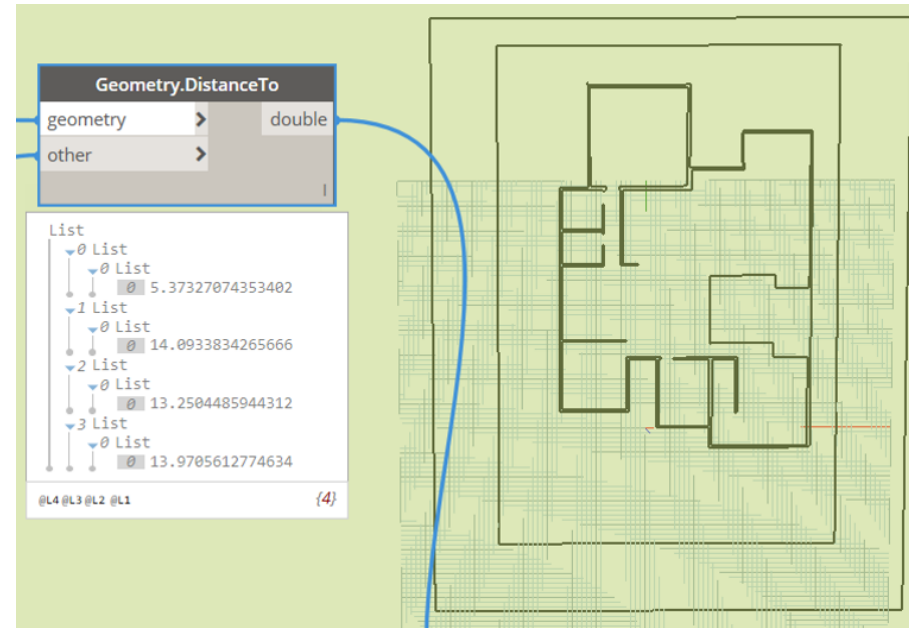 Geometry.DistanceTo
geometry > double
other >
l
List
0 List
0 List
0 5.37327074353402
1 List
0 List
0 14.0933834265666
2 List
0 List
0 13.2504485944312
3 List
0 List
0 13.9705612774634
@L4 @L3 @L2 @L1 {4}